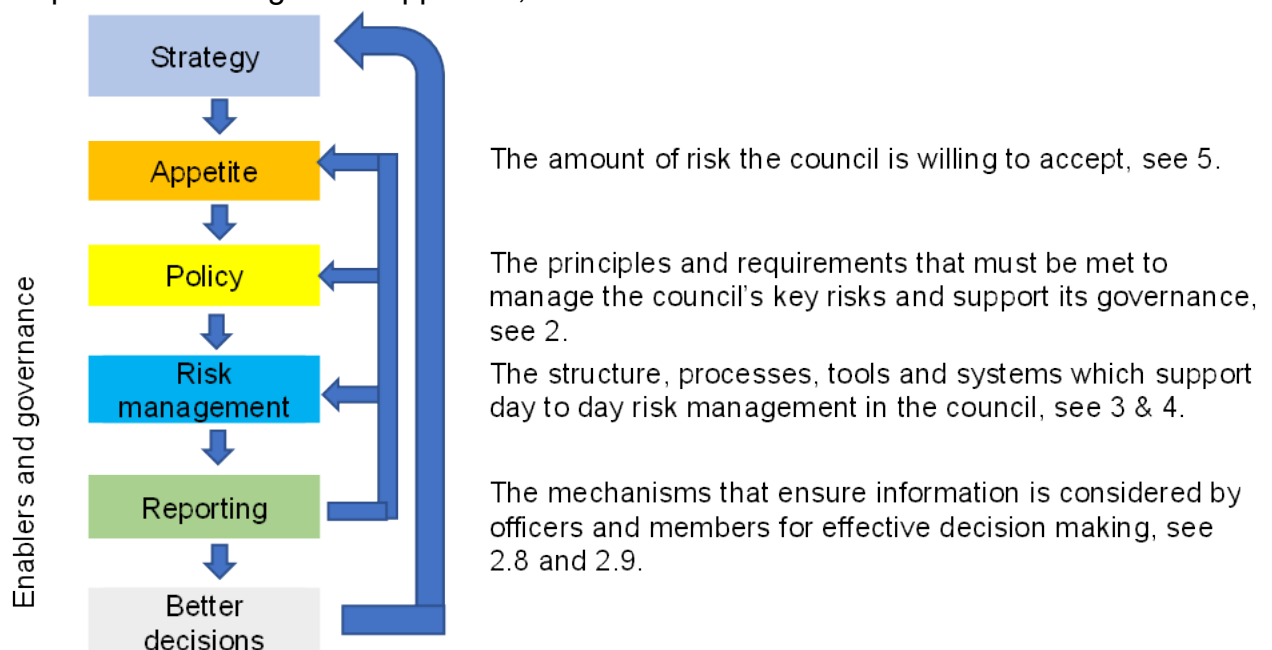 Strategy
Appetite
The amount of risk the council is willing to accept, see 5.
Policy
The principles and requirements that must be met to
manage the council's key risks and support its governance,
see 2.
Risk
management
The structure, processes, tools and systems which support
day to day risk management in the council, see 3 & 4.
Reporting
The mechanisms that ensure information is considered by
officers and members for effective decision making, see
2.8 and 2.9.
Better
decisions
Enablers and governance